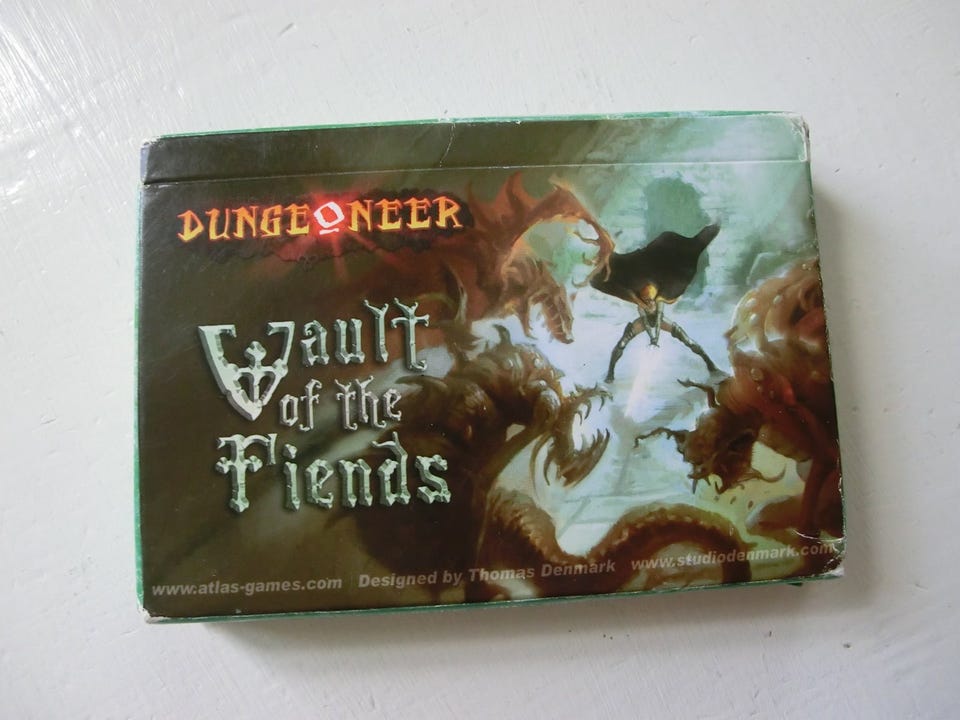 DUNGEONEER
Vault
of the
Fiends
www.atlas-games.com Designed by Thomas Denmark www.studiodenmark.com